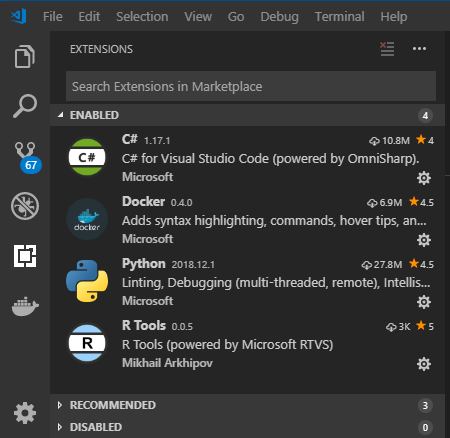 File Edit Selection View Go Debug Terminal Help
EXTENSIONS
Search Extensions in Marketplace
ENABLED 4
C# 1.17.1 10.8M 4
C# C# for Visual Studio Code (powered by OmniSharp).
Microsoft
Docker 0.4.0 6.9M 4.5
docker Adds syntax highlighting, commands, hover tips, an...
Microsoft
67
Python 2018.12.1 27.8M 4.5
Linting, Debugging (multi-threaded, remote), Intellis...
Microsoft
R Tools 0.0.5 3K 5
R R Tools (powered by Microsoft RTVS)
Mikhail Arkhipov
RECOMMENDED 3
DISABLED 0